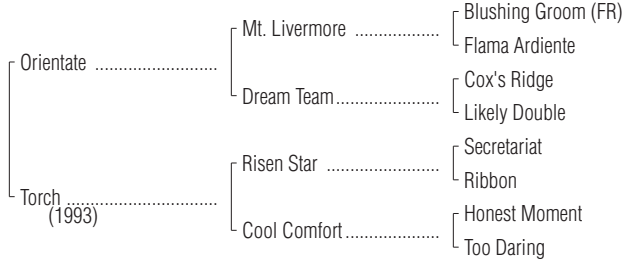 Blushing Groom (FR)
Mt. Livermore ..................
Flama Ardiente
Orientate ..........................
Cox's Ridge
Dream Team......................
Likely Double
Secretariat
Risen Star ........................
Ribbon
Torch ................................
(1993)
Honest Moment
Cool Comfort....................
Too Daring